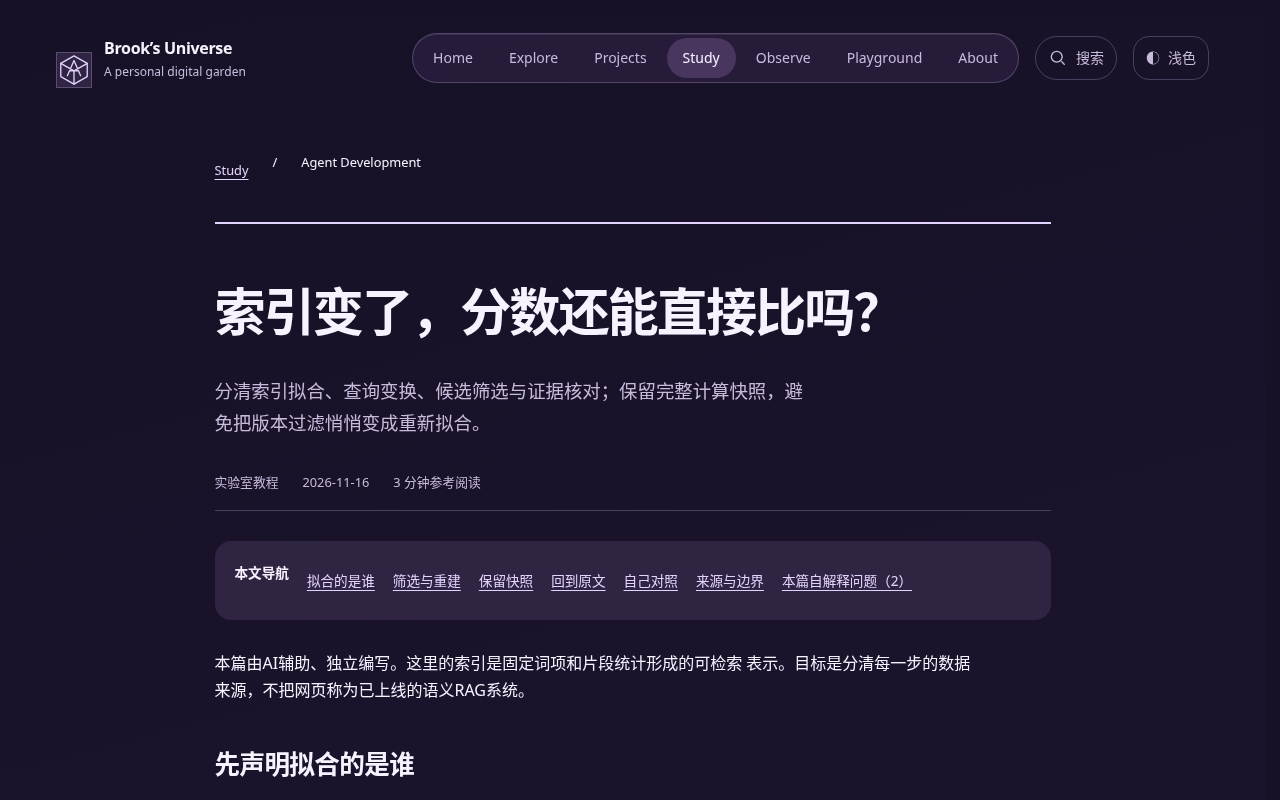 Brook’s Universe
A personal digital garden
Home Explore Projects Study Observe Playground About
搜索
浅色
Study / Agent Development
索引变了，分数还能直接比吗？
分清索引拟合、查询变换、候选筛选与证据核对；保留完整计算快照，避
免把版本过滤悄悄变成重新拟合。
实验室教程 2026-11-16 3 分钟参考阅读
本文导航 拟合的是谁 筛选与重建 保留快照 回到原文 自己对照 来源与边界 本篇自解释问题（2）
本篇由AI辅助、独立编写。这里的索引是固定词项和片段统计形成的可检索 表示。目标是分清每一步的数据
来源，不把网页称为已上线的语义RAG系统。
先声明拟合的是谁